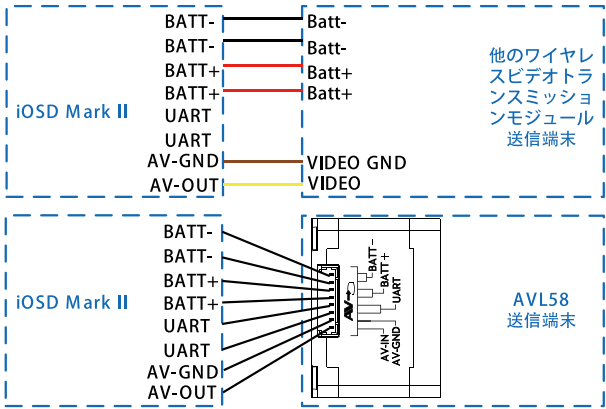 BATT-
BATT-
BATT+
BATT+
UART
UART
AV-GND
AV-OUT
iOSD Mark II
Batt-
Batt-
Batt+
Batt+
VIDEO GND
VIDEO
他のワイヤレ
スビデオトラ
ンスミッショ
ンモジュール
送信端末
BATT-
BATT-
BATT+
BATT+
UART
UART
AV-GND
AV-OUT
iOSD Mark II
AV
BATT-
BATT+
UART
AV-IN
AV-GND
AVL58
送信端末